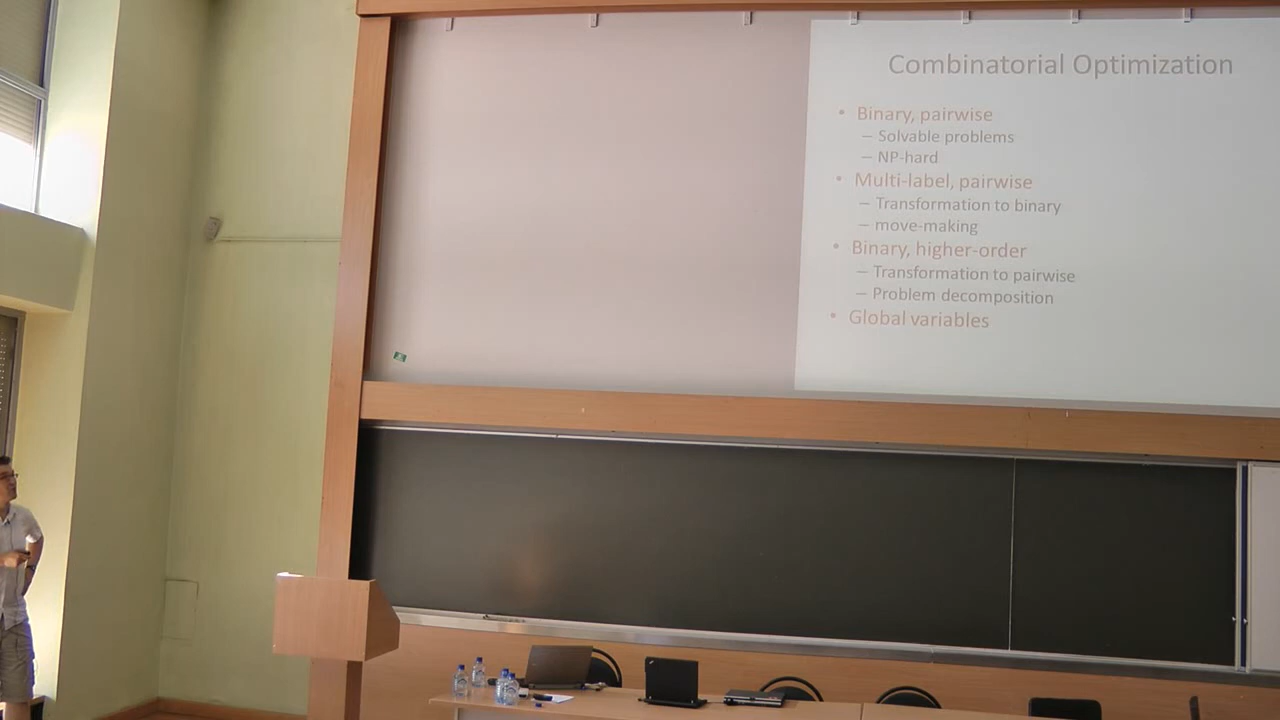 Combinatorial Optimization
• Binary, pairwise
– Solvable problems
– NP-hard
• Multi-label, pairwise
– Transformation to binary
– move-making
• Binary, higher-order
– Transformation to pairwise
– Problem decomposition
• Global variables